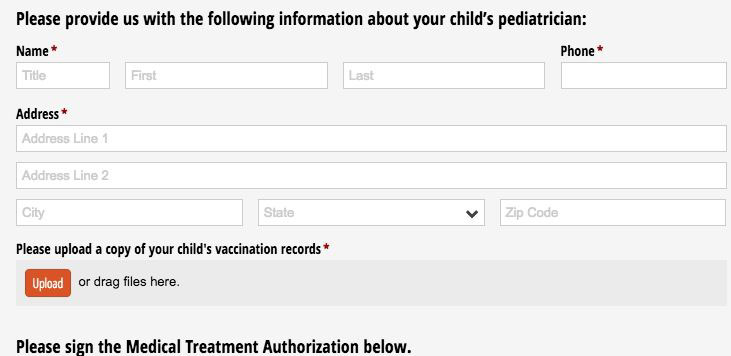 Please provide us with the following information about your child’s pediatrician:
Name * Phone *
Title First Last
Address *
Address Line 1
Address Line 2
City State Zip Code
Please upload a copy of your child's vaccination records *
Upload or drag files here.
Please sign the Medical Treatment Authorization below.